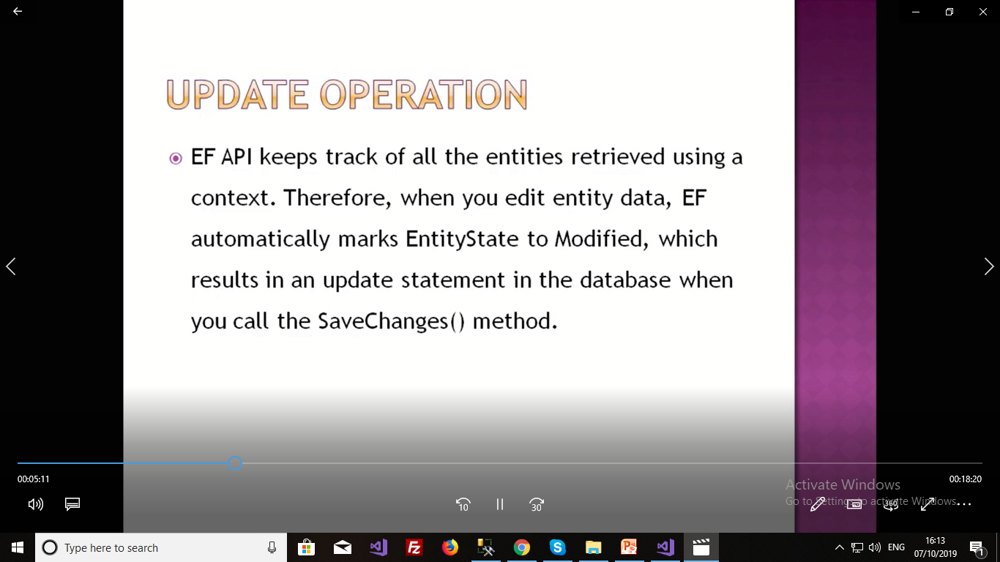 UPDATE OPERATION
EF API keeps track of all the entities retrieved using a
context. Therefore, when you edit entity data, EF
automatically marks EntityState to Modified, which
results in an update statement in the database when
you call the SaveChanges() method.
00:05:11
00:18:20
10
30
Activate Windows
Go to Settings to activate Windows.
360
Type here to search
ENG
16:13
07/10/2019
1